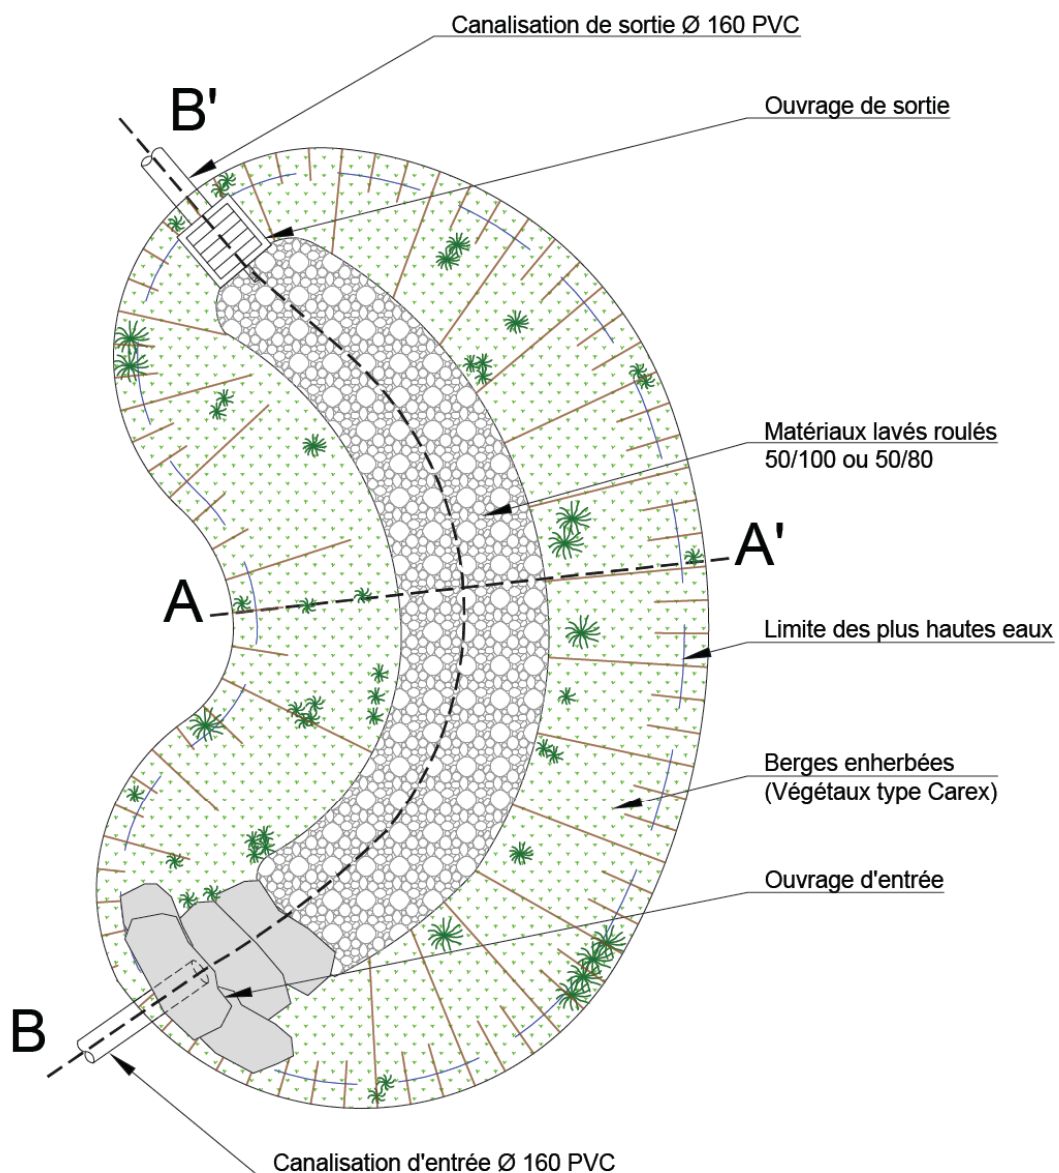 Canalisation de sortie Ø 160 PVC
B'
Ouvrage de sortie
Matériaux lavés roulés
50/100 ou 50/80
A'
A
Limite des plus hautes eaux
Berges enherbées
(Végétaux type Carex)
Ouvrage d'entrée
B
Canalisation d'entrée Ø 160 PVC